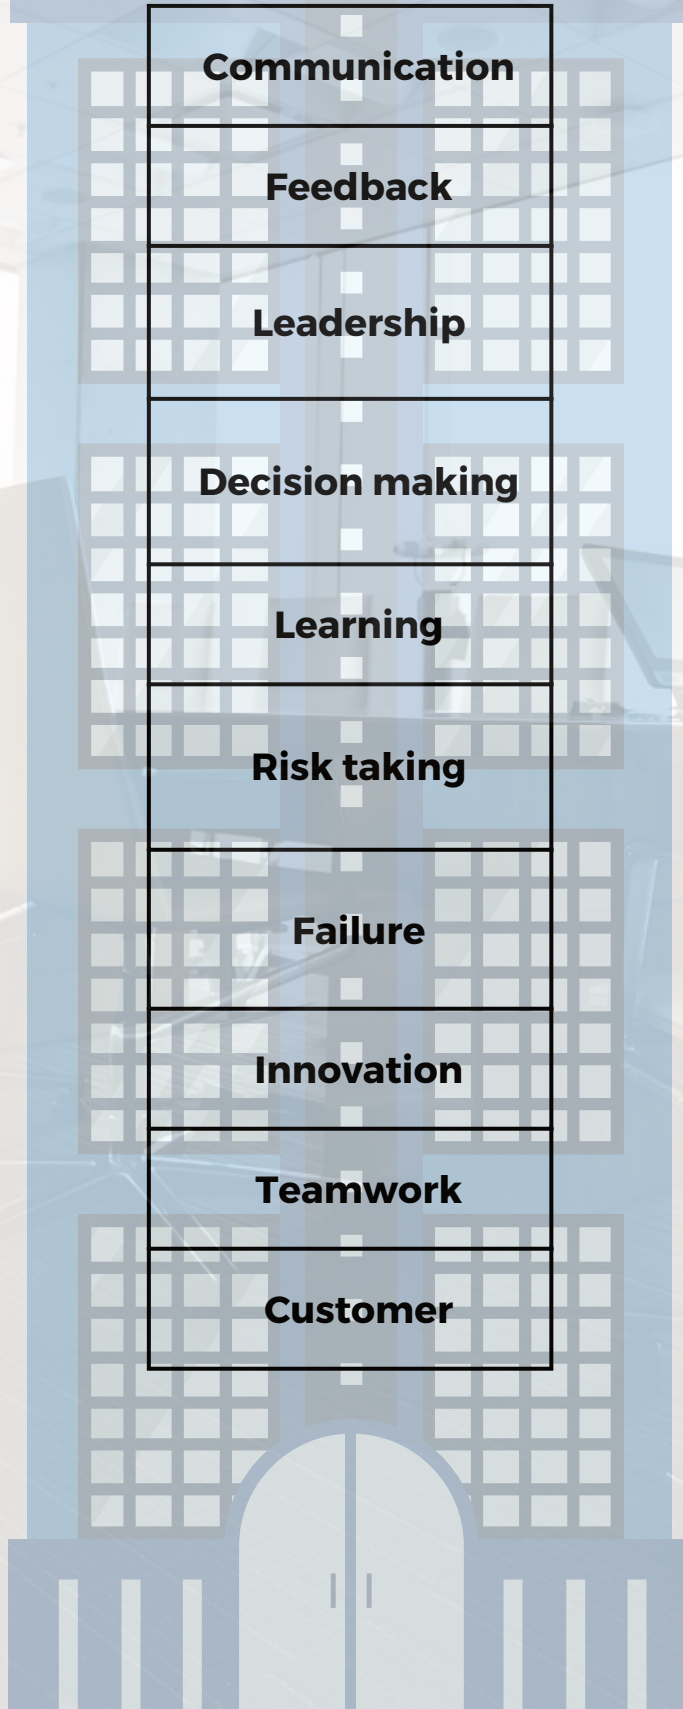 Communication
Feedback
Leadership
Decision making
Learning
Risk taking
Failure
Innovation
Teamwork
Customer